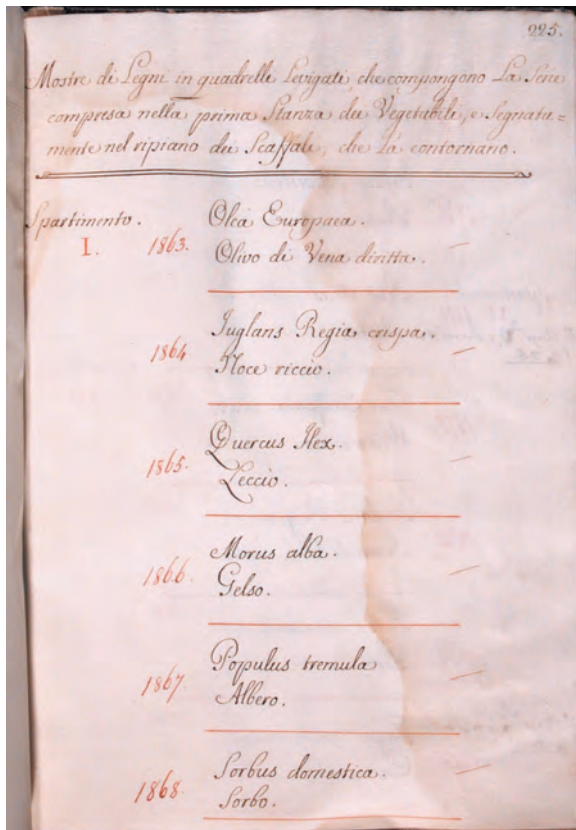 225.
Mostre di Legni in quadrelle Levigati che compongono La Serie
compresa nella prima Stanza dei Vegetabili, e Segnata=
mente nel ripiano dei Scaffali, che La contornano.
Spartimento.
I.
1863. Olea Europaea.
Olivo di Vena diritta.
1864 Juglans Regia crispa.
Noce riccio.
1865. Quercus Ilex.
Leccio.
1866. Morus alba.
Gelso.
1867. Populus tremula
Albero.
1868. Sorbus domestica.
Sorbo.